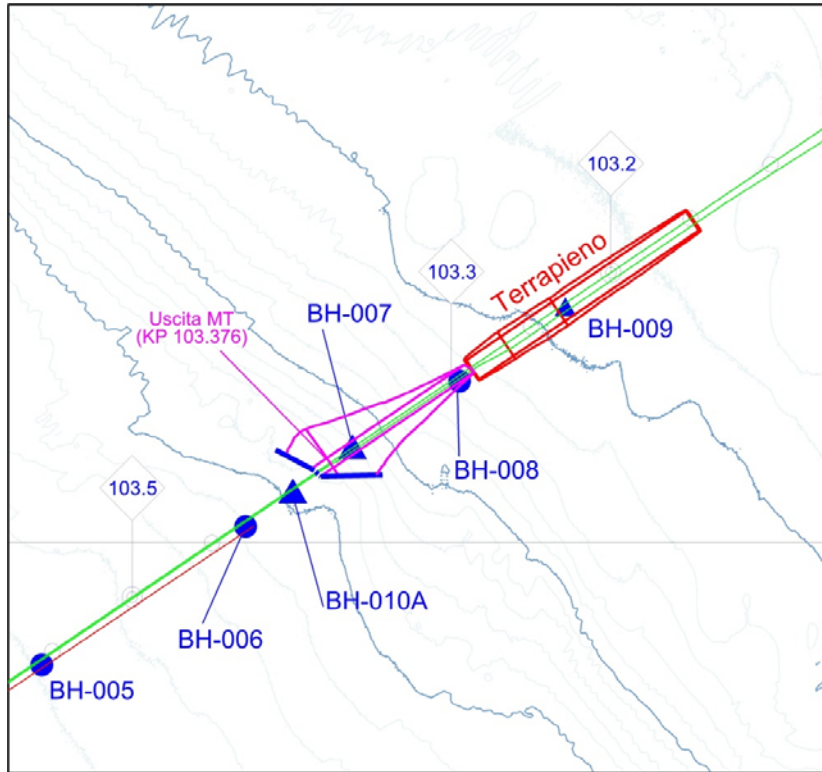 103.2
103.3
Terrapieno
Uscita MT
(KP 103.376)
BH-007
BH-009
BH-008
103.5
BH-010A
BH-006
BH-005